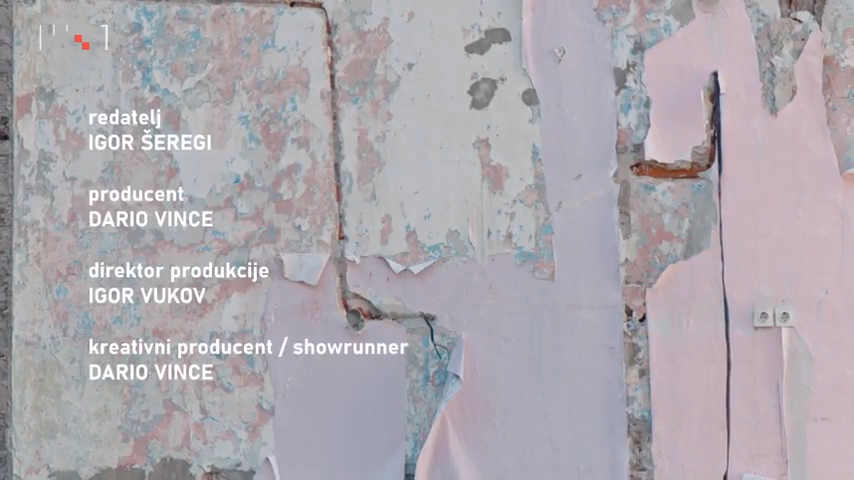 redatelj
IGOR ŠEREGI
producent
DARIO VINCE
direktor produkcije
IGOR VUKOV
kreativni producent / showrunner
DARIO VINCE